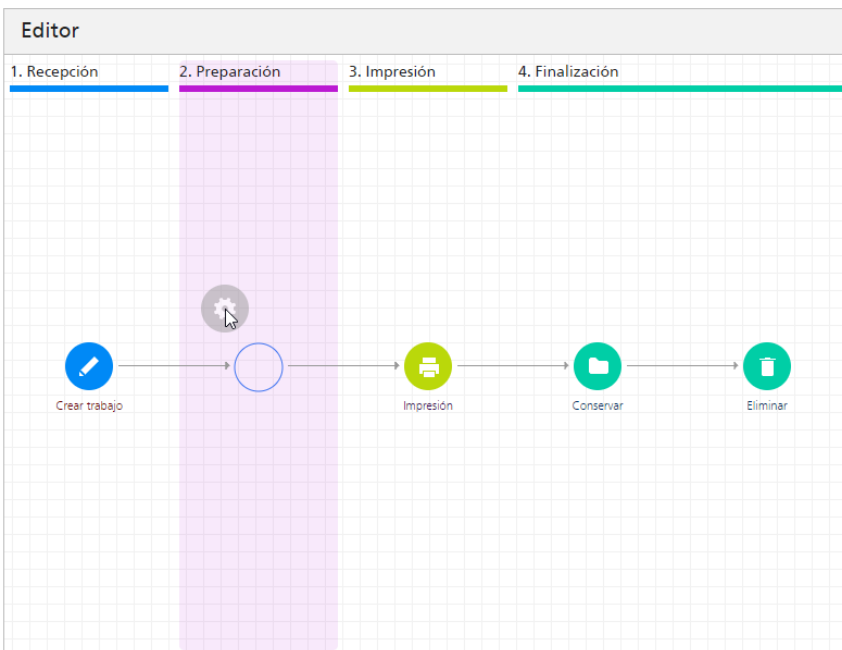 Editor
1. Recepción
2. Preparación
3. Impresión
4. Finalización
Crear trabajo
Impresión
Conservar
Eliminar